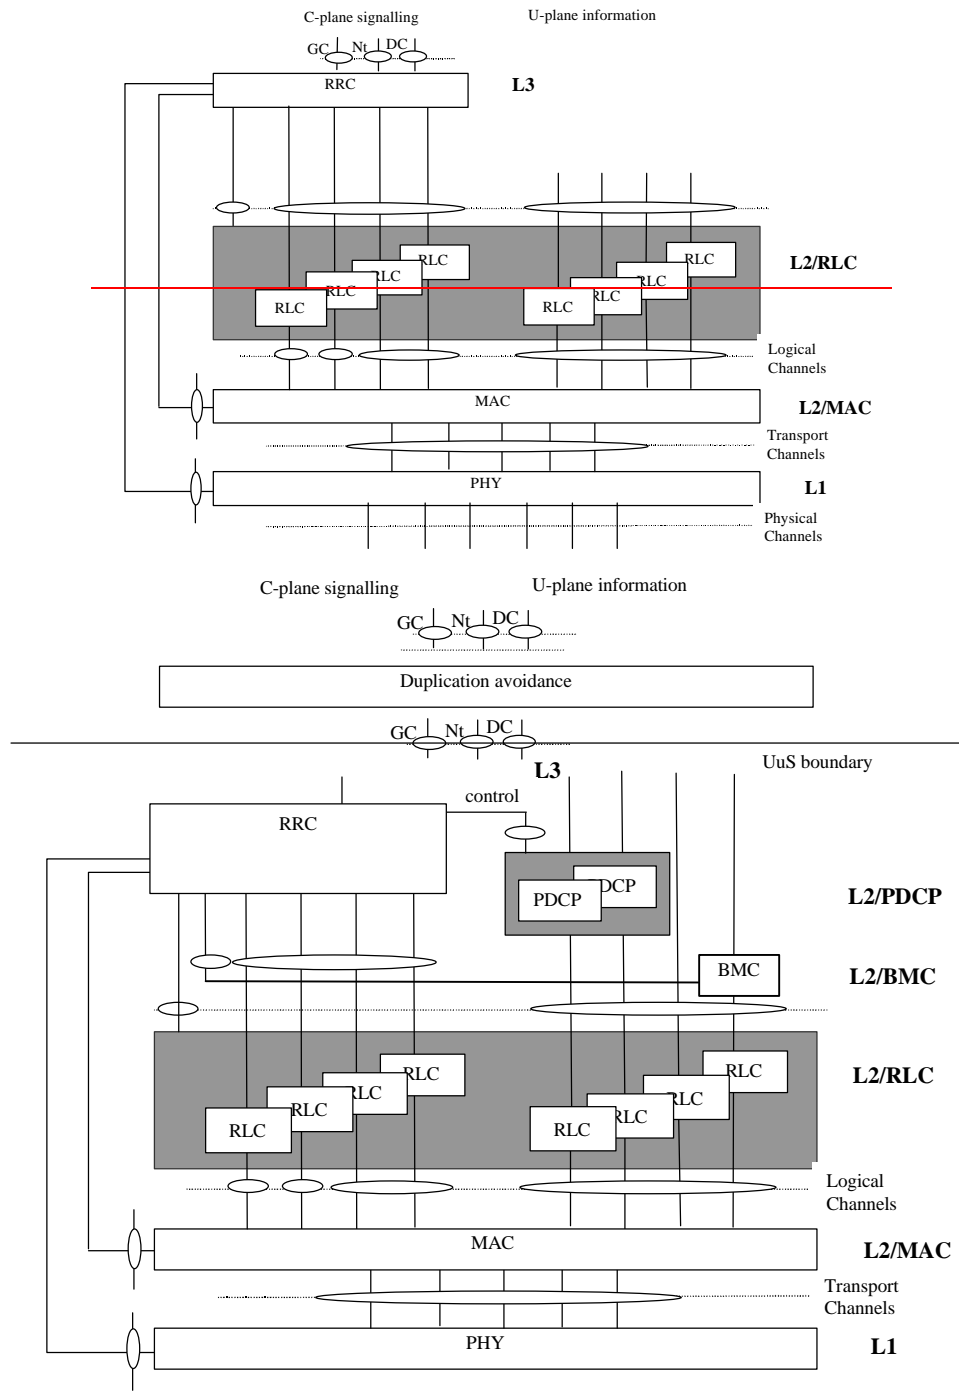 C-plane signalling U-plane information
GC Nt DC
RRC L3
RLC RLC L2/RLC
RLC RLC
RLC RLC
RLC RLC
Logical
Channels
MAC L2/MAC
Transport
Channels
PHY L1
Physical
Channels
C-plane signalling U-plane information
GC Nt DC
Duplication avoidance
GC Nt DC
UuS boundary
L3
control
RRC
PDCP
PDCP L2/PDCP
BMC L2/BMC
RLC RLC L2/RLC
RLC RLC
RLC RLC
RLC RLC
Logical
Channels
MAC L2/MAC
Transport
Channels
PHY L1